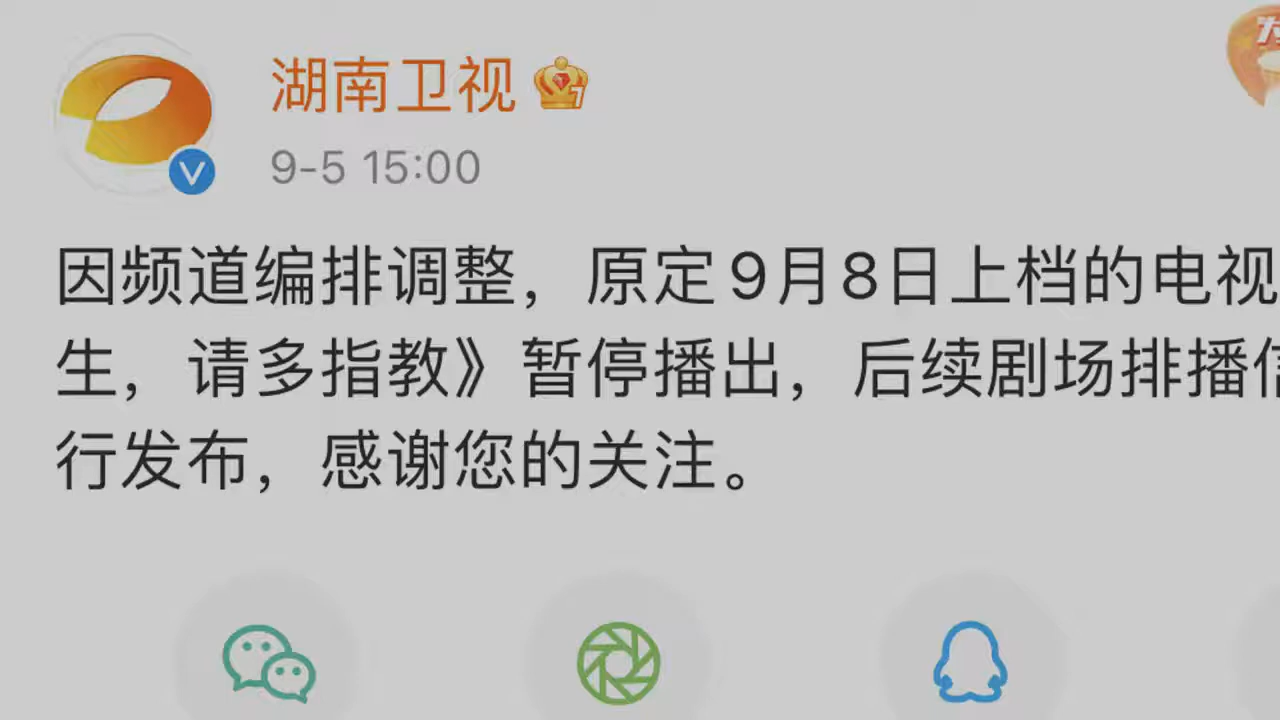 湖南卫视
9-5 15:00
因频道编排调整，原定9月8日上档的电视
生，请多指教》暂停播出，后续剧场排播信
行发布，感谢您的关注。